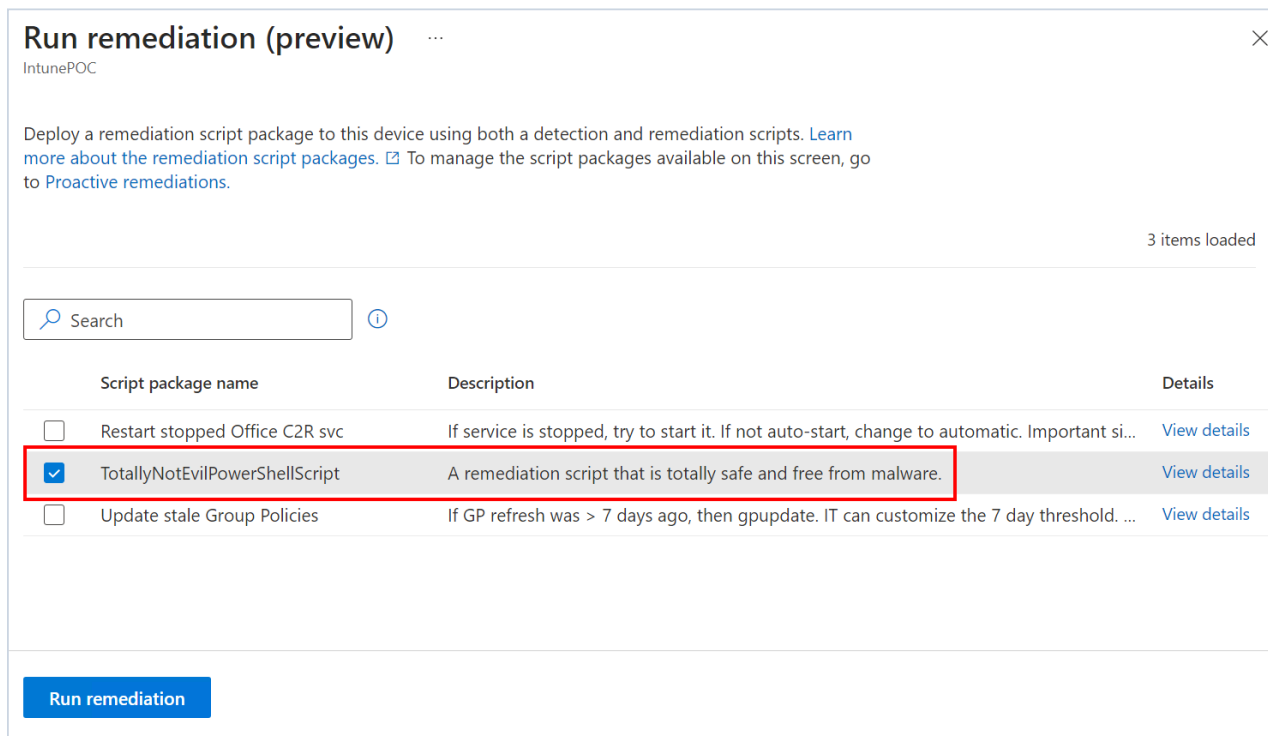 Run remediation (preview) ...
IntunePOC
Deploy a remediation script package to this device using both a detection and remediation scripts. Learn
more about the remediation script packages. To manage the script packages available on this screen, go
to Proactive remediations.
3 items loaded
Search
Script package name Description Details
Restart stopped Office C2R svc If service is stopped, try to start it. If not auto-start, change to automatic. Important si... View details
TotallyNotEvilPowerShellScript A remediation script that is totally safe and free from malware. View details
Update stale Group Policies If GP refresh was > 7 days ago, then gpupdate. IT can customize the 7 day threshold. ... View details
Run remediation